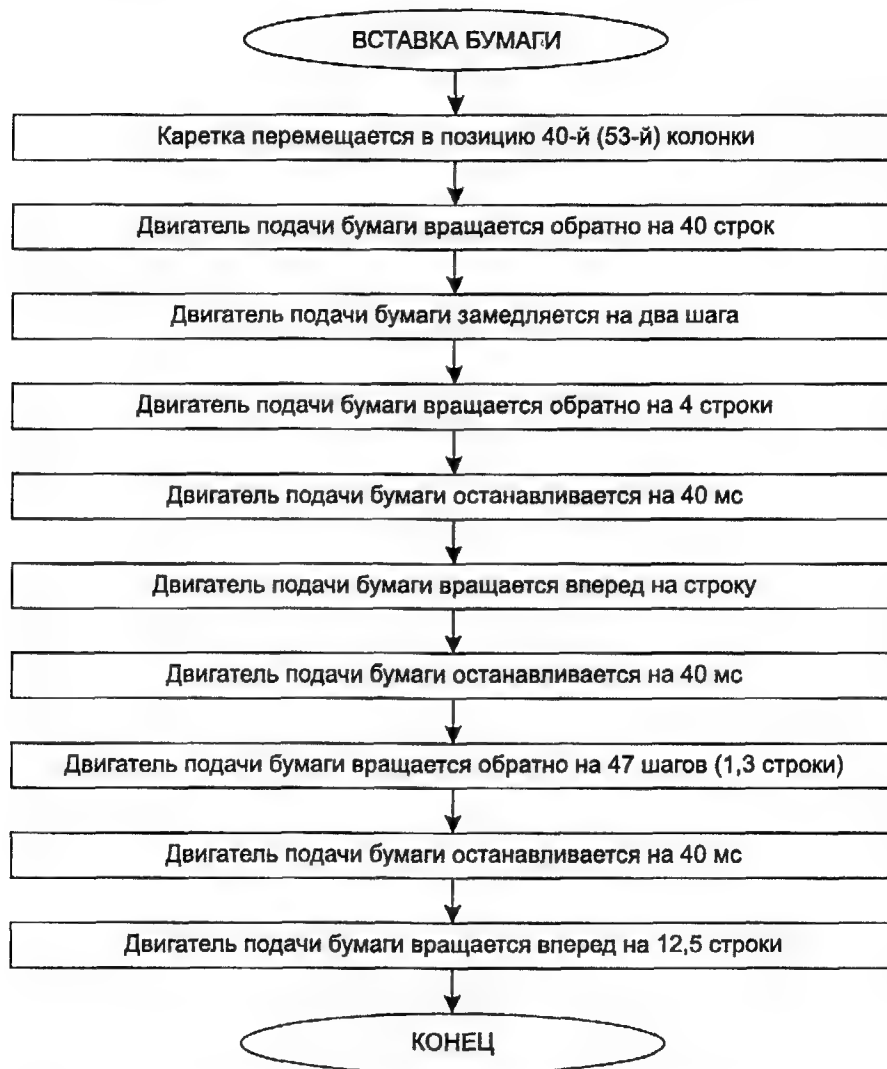 ВСТАВКА БУМАГИ
Каретка перемещается в позицию 40-й (53-й) колонки
Двигатель подачи бумаги вращается обратно на 40 строк
Двигатель подачи бумаги замедляется на два шага
Двигатель подачи бумаги вращается обратно на 4 строки
Двигатель подачи бумаги останавливается на 40 мс
Двигатель подачи бумаги вращается вперед на строку
Двигатель подачи бумаги останавливается на 40 мс
Двигатель подачи бумаги вращается обратно на 47 шагов (1,3 строки)
Двигатель подачи бумаги останавливается на 40 мс
Двигатель подачи бумаги вращается вперед на 12,5 строки
КОНЕЦ